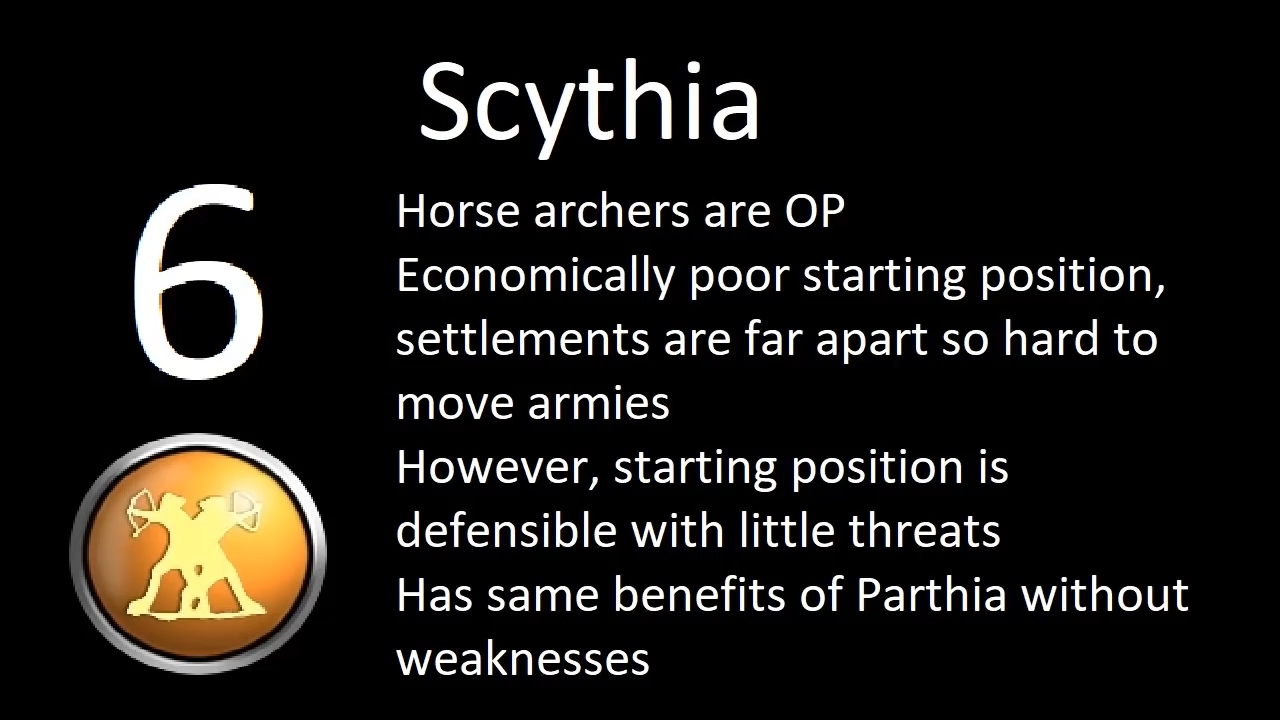 Scythia
6
Horse archers are OP
Economically poor starting position,
settlements are far apart so hard to
move armies
However, starting position is
defensible with little threats
Has same benefits of Parthia without
weaknesses